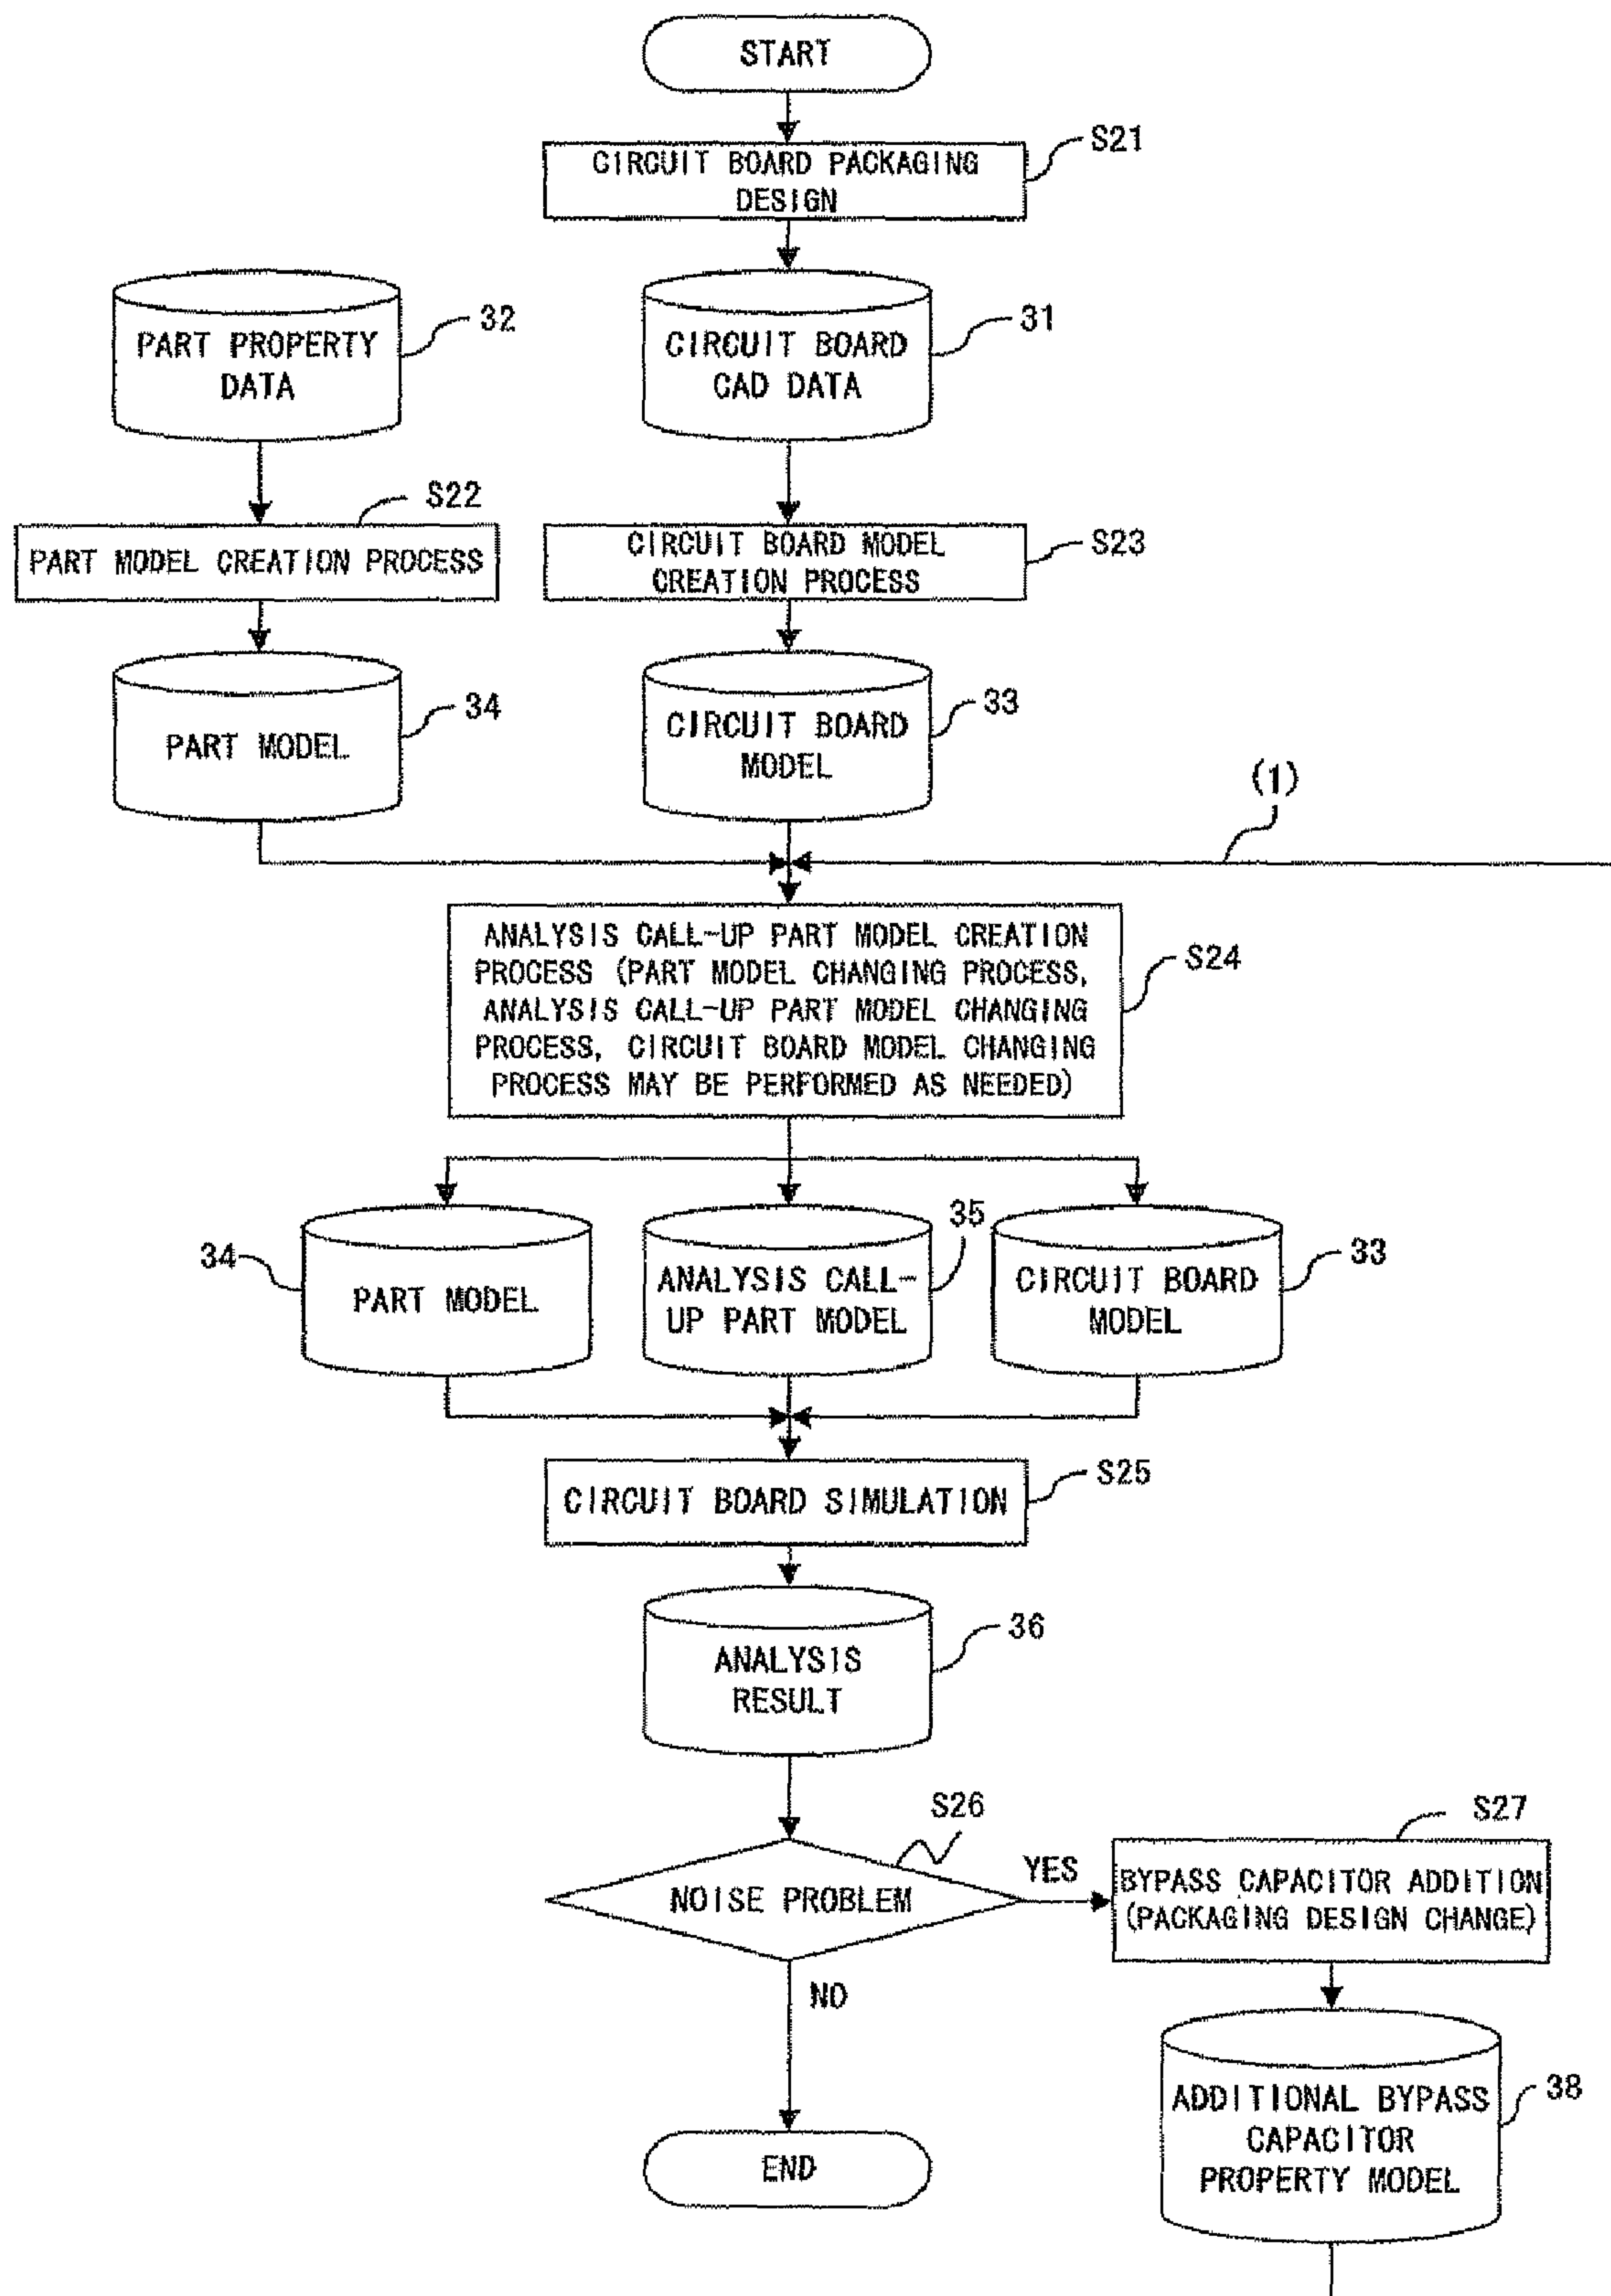 START
S21
CIRCUIT BOARD PACKAGING
DESIGN
32
PART PROPERTY
DATA
31
CIRCUIT BOARD
CAD DATA
S22
PART MODEL CREATION PROCESS
S23
CIRCUIT BOARD MODEL
CREATION PROCESS
34
PART MODEL
33
CIRCUIT BOARD
MODEL
(1)
ANALYSIS CALL-UP PART MODEL CREATION
PROCESS (PART MODEL CHANGING PROCESS,
ANALYSIS CALL-UP PART MODEL CHANGING
PROCESS, CIRCUIT BOARD MODEL CHANGING
PROCESS MAY BE PERFORMED AS NEEDED)
S24
34
PART MODEL
35
ANALYSIS CALL-
UP PART MODEL
33
CIRCUIT BOARD
MODEL
S25
CIRCUIT BOARD SIMULATION
36
ANALYSIS
RESULT
S26
NOISE PROBLEM
YES
NO
S27
BYPASS CAPACITOR ADDITION
(PACKAGING DESIGN CHANGE)
38
ADDITIONAL BYPASS
CAPACITOR
PROPERTY MODEL
END